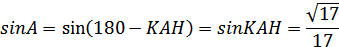 sinA = sin(180 − KAH) = sinKAH = √17/17